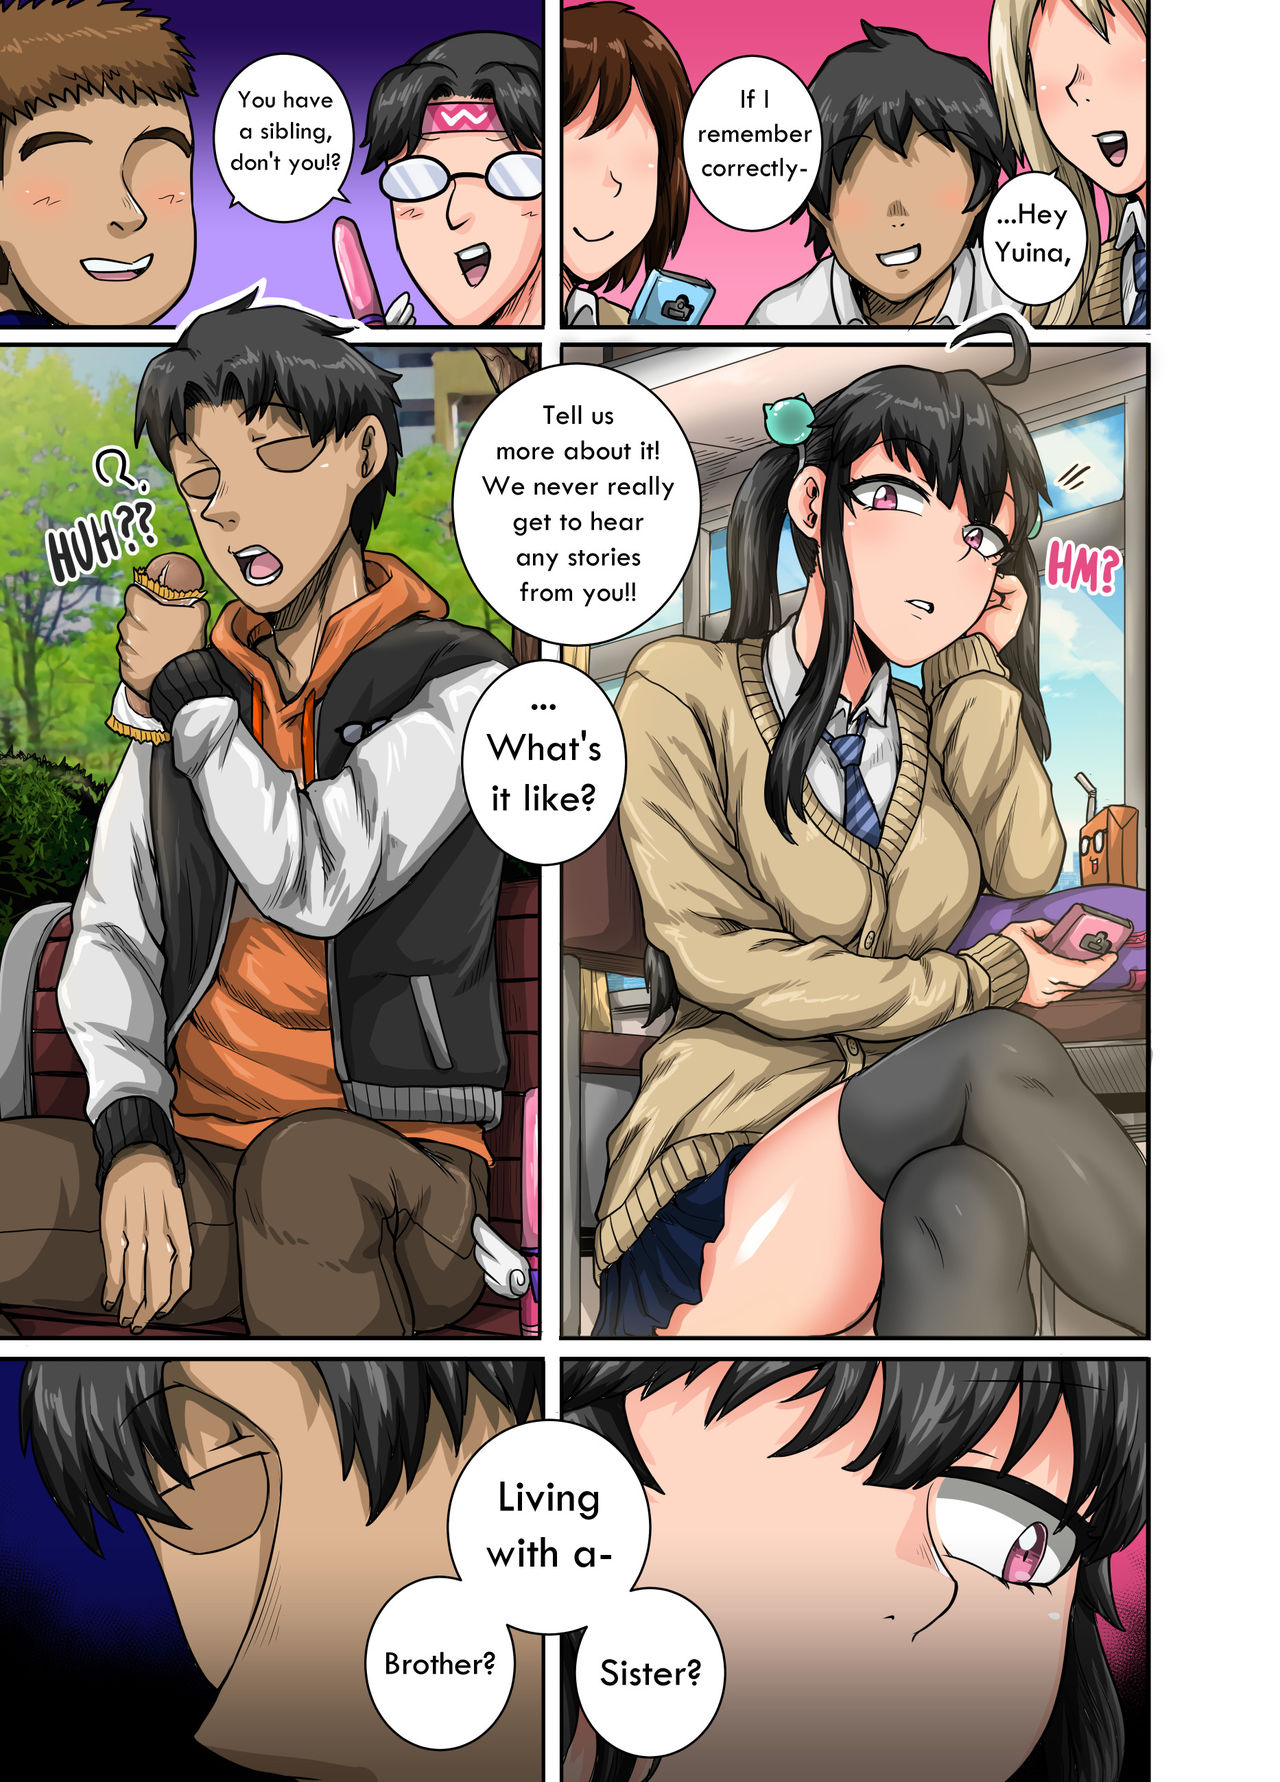 ...Hey
Yuina,
If I
remember
correctly-
You have
a sibling,
don't you!?
Tell us
more about it!
We never really
get to hear
any stories
from you!!
HM?
HUH??
...
What's
it like?
Living
with a-
Brother?
Sister?